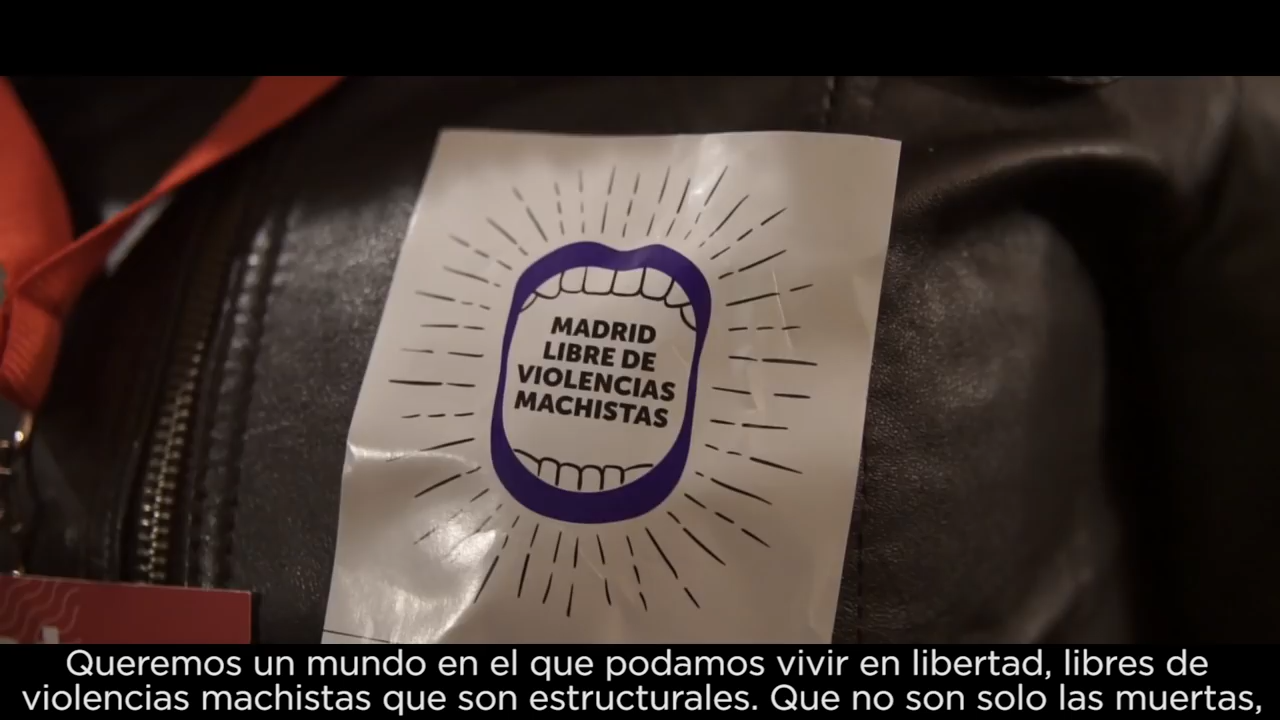 MADRID
LIBRE DE
VIOLENCIAS
MACHISTAS
Queremos un mundo en el que podamos vivir en libertad, libres de
violencias machistas que son estructurales. Que no son solo las muertas,